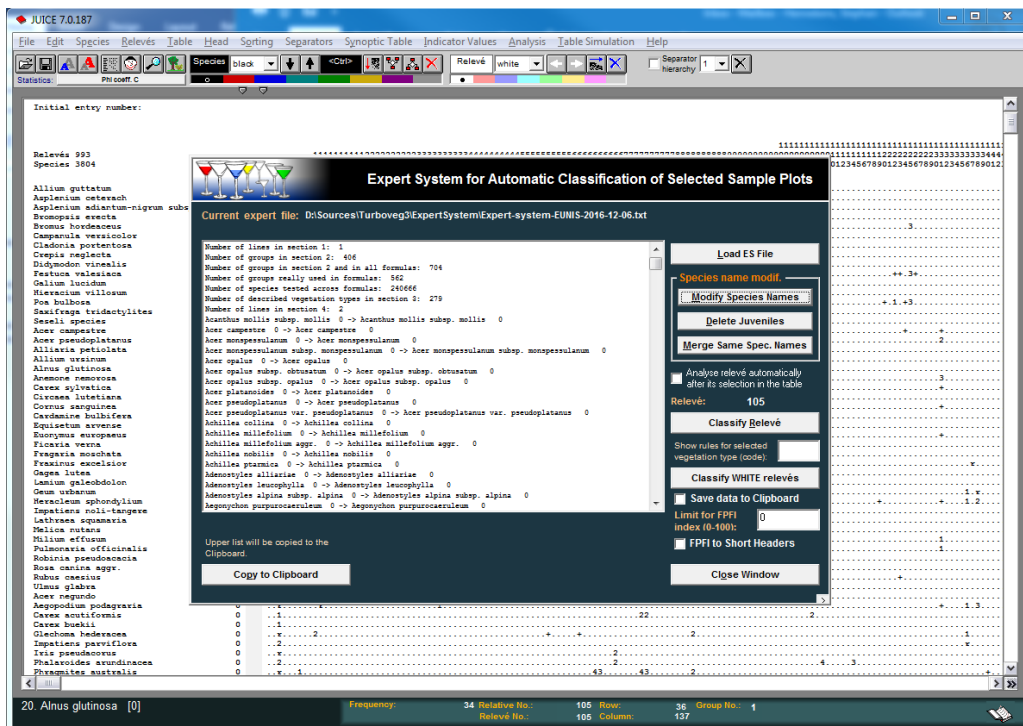 JUICE 7.0.187
File Edit Species Relevés Table Head Sorting Separators Synoptic Table Indicator Values Analysis Table Simulation Help
Species black <Ctrl> Relevé white Separator hierarchy 1
Statistics: Phi coeff. C
Initial entry number:
Relevés 993
Species 3804
Allium guttatum
Asplenium ceterach
Asplenium adiantum-nigrum subs
Bromopsis erecta
Bromus hordeaceus
Campanula versicolor
Cladonia portentosa
Crepis neglecta
Didymodon vinealis
Festuca valesiaca
Galium lucidum
Hieracium villosum
Poa bulbosa
Saxifraga tridactylites
Seseli species
Acer campestre
Acer pseudoplatanus
Alliaria petiolata
Allium ursinum
Alnus glutinosa
Anemone nemorosa
Carex sylvatica
Circaea lutetiana
Cornus sanguinea
Cardamine bulbifera
Equisetum arvense
Euonymus europaeus
Ficaria verna
Fragaria moschata
Fraxinus excelsior
Gagea lutea
Lamium galeobdolon
Geum urbanum
Heracleum sphondylium
Impatiens noli-tangere
Lathraea squamaria
Melica nutans
Milium effusum
Pulmonaria officinalis
Robinia pseudoacacia
Rosa canina aggr.
Rubus caesius
Ulmus glabra
Acer negundo
Aegopodium podagraria 0
Carex acutiformis 0
Carex buekii 0
Glechoma hederacea 0
Impatiens parviflora 0
Iris pseudacorus 0
Phalaroides arundinacea 0
Phragmites australis 0
Expert System for Automatic Classification of Selected Sample Plots
Current expert file: D:\Sources\Turboveg3\ExpertSystem\Expert-system-EUNIS-2016-12-06.txt
Number of lines in section 1: 1
Number of groups in section 2: 406
Number of groups in section 2 and in all formulas: 704
Number of groups really used in formulas: 562
Number of species tested across formulas: 240666
Number of described vegetation types in section 3: 279
Number of lines in section 4: 2
Acanthus mollis subsp. mollis 0 -> Acanthus mollis subsp. mollis 0
Acer campestre 0 -> Acer campestre 0
Acer monspessulanum 0 -> Acer monspessulanum 0
Acer monspessulanum subsp. monspessulanum 0 -> Acer monspessulanum subsp. monspessulanum 0
Acer opalus 0 -> Acer opalus 0
Acer opalus subsp. obtusatum 0 -> Acer opalus subsp. obtusatum 0
Acer opalus subsp. opalus 0 -> Acer opalus subsp. opalus 0
Acer platanoides 0 -> Acer platanoides 0
Acer pseudoplatanus 0 -> Acer pseudoplatanus 0
Acer pseudoplatanus var. pseudoplatanus 0 -> Acer pseudoplatanus var. pseudoplatanus 0
Achillea collina 0 -> Achillea collina 0
Achillea millefolium 0 -> Achillea millefolium 0
Achillea millefolium aggr. 0 -> Achillea millefolium aggr. 0
Achillea nobilis 0 -> Achillea nobilis 0
Achillea ptarmica 0 -> Achillea ptarmica 0
Adenostyles alliariae 0 -> Adenostyles alliariae 0
Adenostyles leucophylla 0 -> Adenostyles leucophylla 0
Adenostyles alpina subsp. alpina 0 -> Adenostyles alpina subsp. alpina 0
Aegonychon purpurocaeruleum 0 -> Aegonychon purpurocaeruleum 0
Upper list will be copied to the
Clipboard.
Copy to Clipboard
Load ES File
Species name modif.
Modify Species Names
Delete Juveniles
Merge Same Spec. Names
Analyse relevé automatically
after its selection in the table
Relevé: 105
Classify Relevé
Show rules for selected
vegetation type (code):
Classify WHITE relevés
Save data to Clipboard
Limit for FPFI
index (0-100): 0
FPFI to Short Headers
Close Window
20. Alnus glutinosa [0]
Frequency: 34 Relative No.: 105 Row: 36 Group No.: 1
Relevé No.: 105 Column: 137